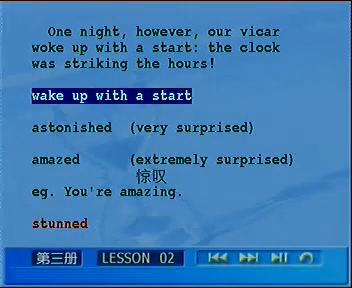 One night, however, our vicar
woke up with a start: the clock
was striking the hours!
wake up with a start
astonished (very surprised)
amazed (extremely surprised)
惊叹
eg. You're amazing.
stunned
第三册 LESSON 02